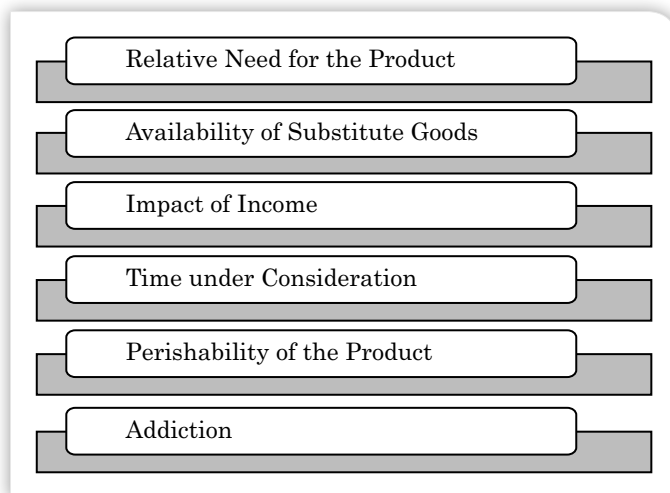 Relative Need for the Product
Availability of Substitute Goods
Impact of Income
Time under Consideration
Perishability of the Product
Addiction